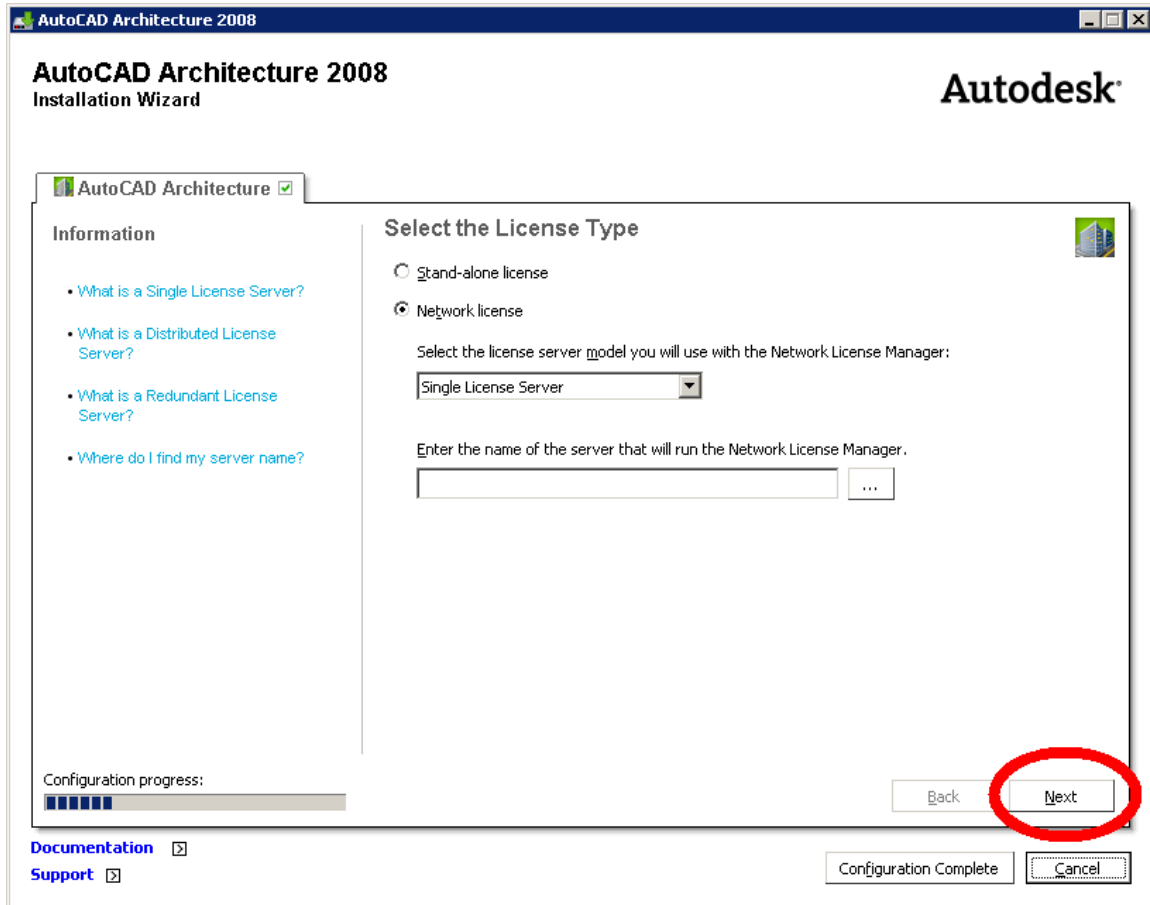 AutoCAD Architecture 2008
AutoCAD Architecture 2008
Installation Wizard
Autodesk
AutoCAD Architecture
Information
• What is a Single License Server?
• What is a Distributed License
Server?
• What is a Redundant License
Server?
• Where do I find my server name?
Select the License Type
Stand-alone license
Network license
Select the license server model you will use with the Network License Manager:
Single License Server
Enter the name of the server that will run the Network License Manager.
...
Configuration progress:
Back
Next
Documentation
Support
Configuration Complete
Cancel